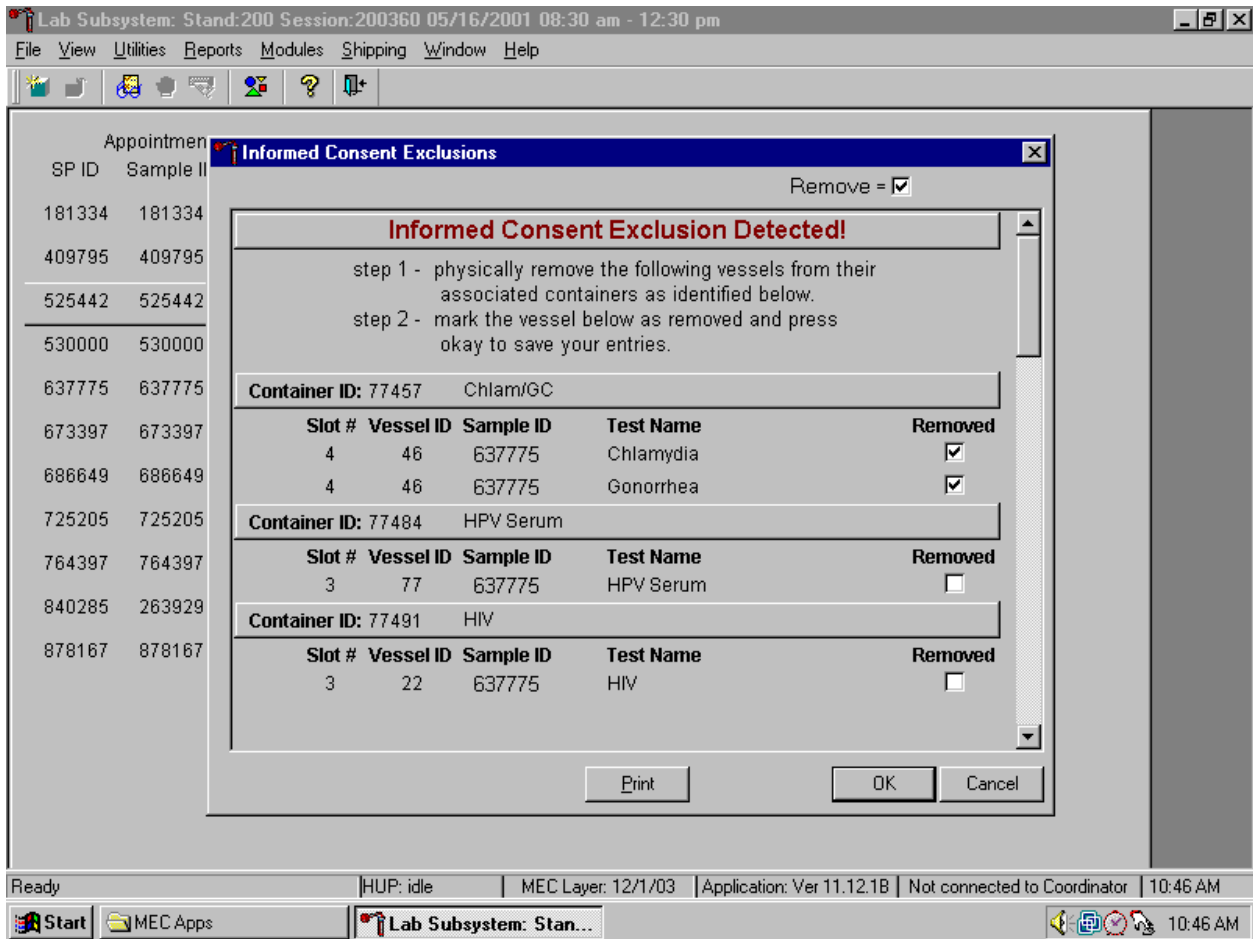 Lab Subsystem: Stand:200 Session:200360 05/16/2001 08:30 am - 12:30 pm
File View Utilities Reports Modules Shipping Window Help
Appointmen
SP ID Sample II
181334 181334
409795 409795
525442 525442
530000 530000
637775 637775
673397 673397
686649 686649
725205 725205
764397 764397
840285 263929
878167 878167
Informed Consent Exclusions
Remove =
Informed Consent Exclusion Detected!
step 1 - physically remove the following vessels from their
associated containers as identified below.
step 2 - mark the vessel below as removed and press
okay to save your entries.
Container ID: 77457 Chlam/GC
Slot # Vessel ID Sample ID Test Name Removed
4 46 637775 Chlamydia
4 46 637775 Gonorrhea
Container ID: 77484 HPV Serum
Slot # Vessel ID Sample ID Test Name Removed
3 77 637775 HPV Serum
Container ID: 77491 HIV
Slot # Vessel ID Sample ID Test Name Removed
3 22 637775 HIV
Print OK Cancel
Ready HUP: idle MEC Layer: 12/1/03 Application: Ver 11.12.1B Not connected to Coordinator 10:46 AM
Start MEC Apps Lab Subsystem: Stan... 10:46 AM